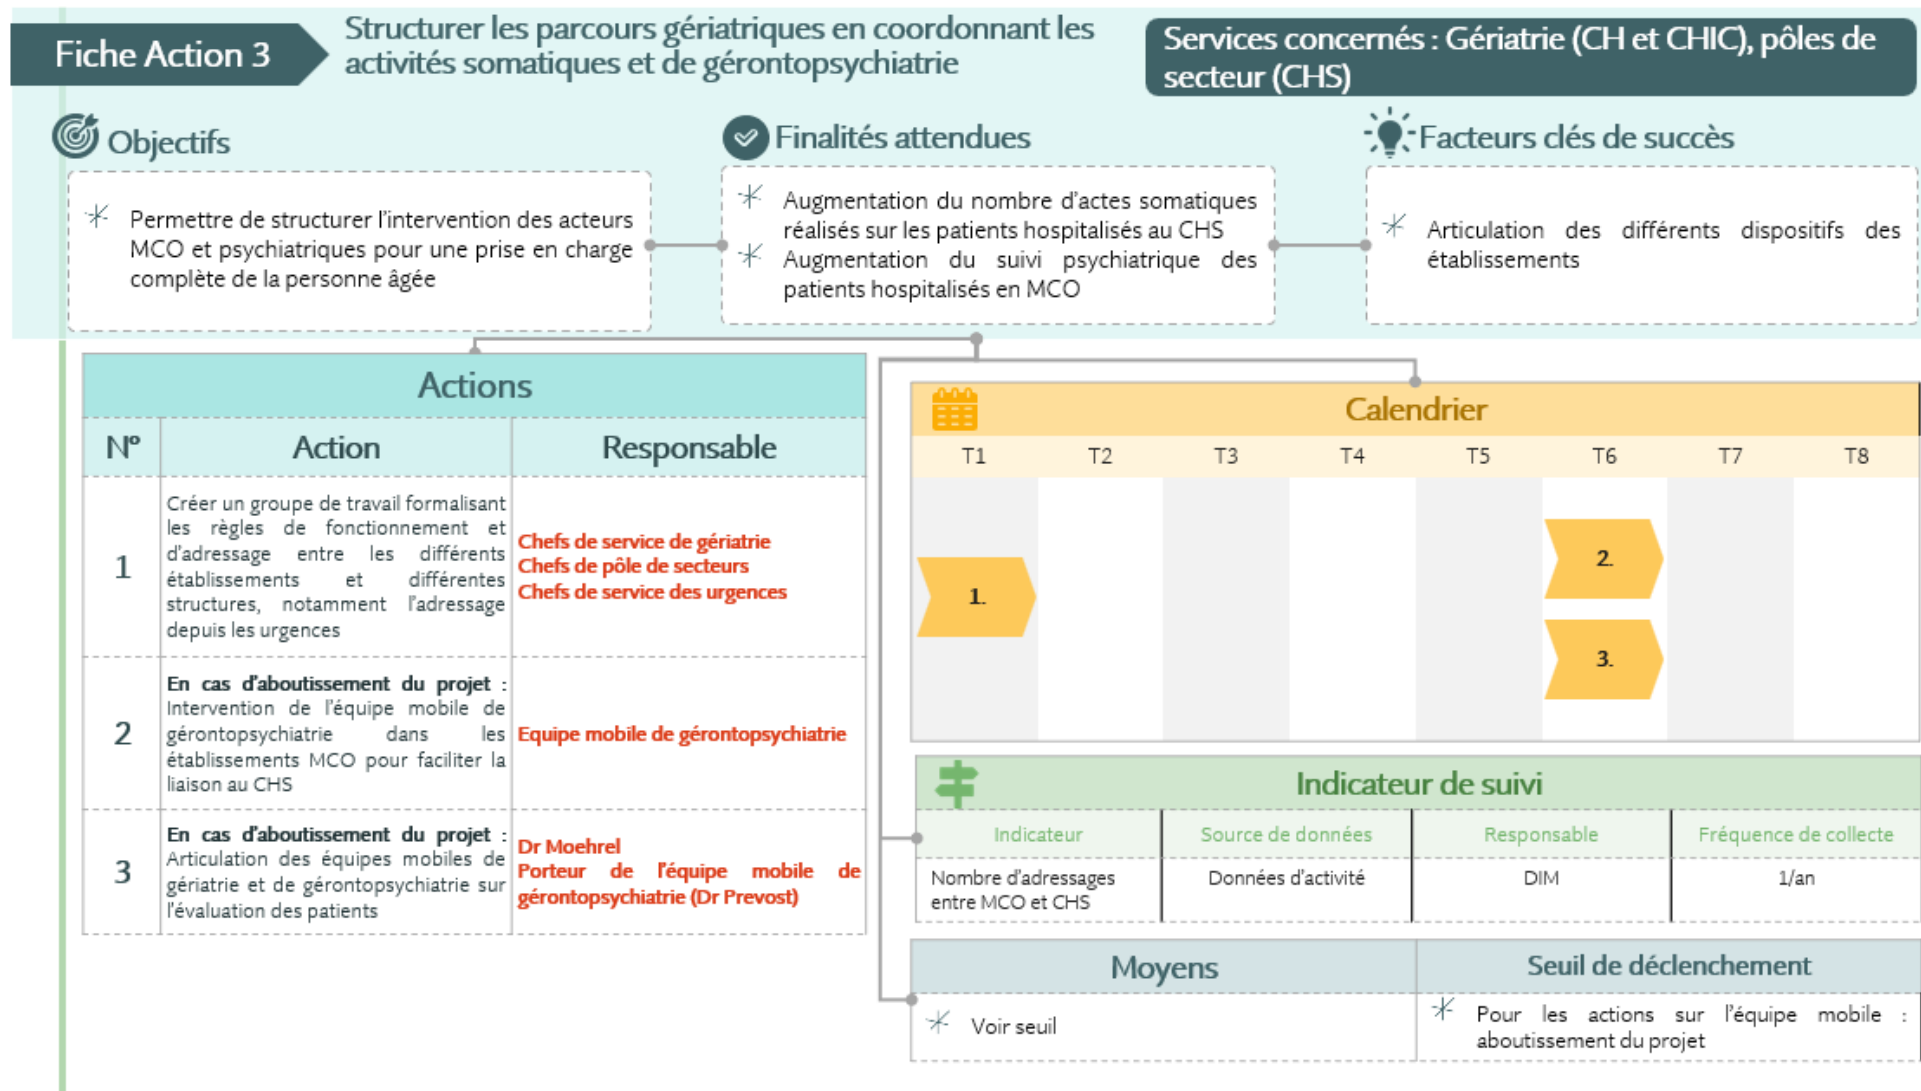 Fiche Action 3
Structurer les parcours gériatriques en coordonnant les
activités somatiques et de gérontopsychiatrie
Services concernés : Gériatrie (CH et CHIC), pôles de
secteur (CHS)
Objectifs
Permettre de structurer l'intervention des acteurs
MCO et psychiatriques pour une prise en charge
complète de la personne âgée
Finalités attendues
Augmentation du nombre d'actes somatiques
réalisés sur les patients hospitalisés au CHS
Augmentation du suivi psychiatrique des
patients hospitalisés en MCO
Facteurs clés de succès
Articulation des différents dispositifs des
établissements
Actions
N° Action Responsable
1
Créer un groupe de travail formalisant
les règles de fonctionnement et
d'adressage entre les différents
établissements et différentes
structures, notamment l'adressage
depuis les urgences
Chefs de service de gériatrie
Chefs de pôle de secteurs
Chefs de service des urgences
2
En cas d'aboutissement du projet :
Intervention de l'équipe mobile de
gérontopsychiatrie dans les
établissements MCO pour faciliter la
liaison au CHS
Equipe mobile de gérontopsychiatrie
3
En cas d'aboutissement du projet :
Articulation des équipes mobiles de
gériatrie et de gérontopsychiatrie sur
l'évaluation des patients
Dr Moehrel
Porteur de l'équipe mobile de
gérontopsychiatrie (Dr Prevost)
Calendrier
T1 T2 T3 T4 T5 T6 T7 T8
1.
2.
3.
Indicateur de suivi
Indicateur Source de données Responsable Fréquence de collecte
Nombre d'adressages
entre MCO et CHS
Données d'activité
DIM
1/an
Moyens
Voir seuil
Seuil de déclenchement
Pour les actions sur l'équipe mobile :
aboutissement du projet